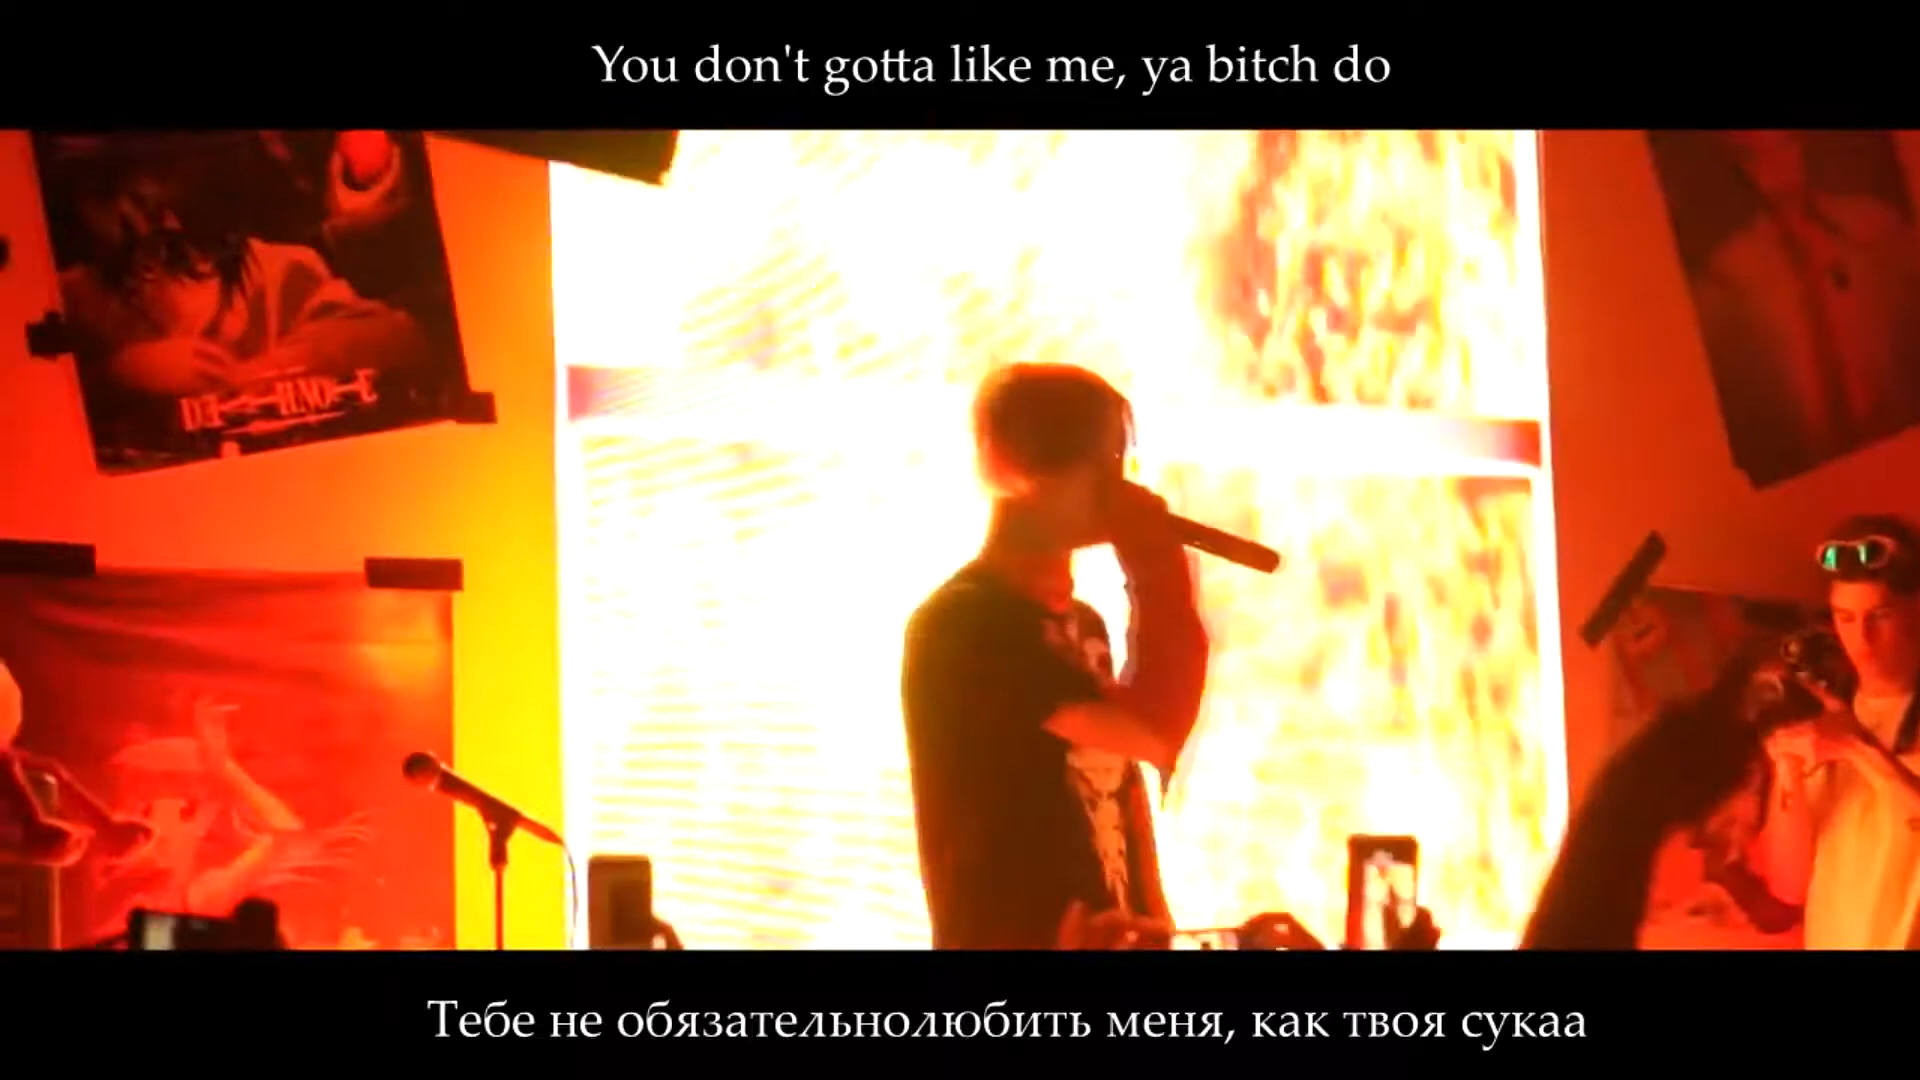 You don't gotta like me, ya bitch do
Тебе не обязательнолюбить меня, как твоя сукаа